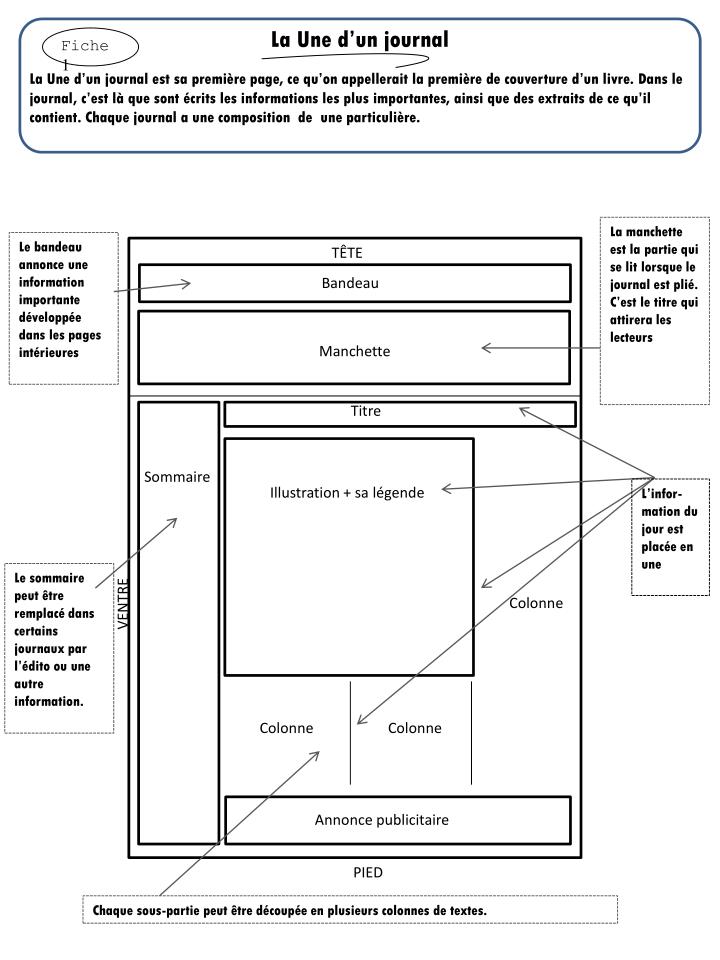 Fiche
1
La Une d'un journal
La Une d'un journal est sa première page, ce qu'on appellerait la première de couverture d'un livre. Dans le
journal, c'est là que sont écrits les informations les plus importantes, ainsi que des extraits de ce qu'il
contient. Chaque journal a une composition de une particulière.
Le bandeau
annonce une
information
importante
développée
dans les pages
intérieures
La manchette
est la partie qui
se lit lorsque le
journal est plié.
C'est le titre qui
attirera les
lecteurs
TÊTE
Bandeau
Manchette
Titre
Sommaire
Illustration + sa légende
L'infor-
mation du
jour est
placée en
une
Le sommaire
peut être
remplacé dans
certains
journaux par
l'édito ou une
autre
information.
VENTRE
Colonne
Colonne
Colonne
Annonce publicitaire
PIED
Chaque sous-partie peut être découpée en plusieurs colonnes de textes.